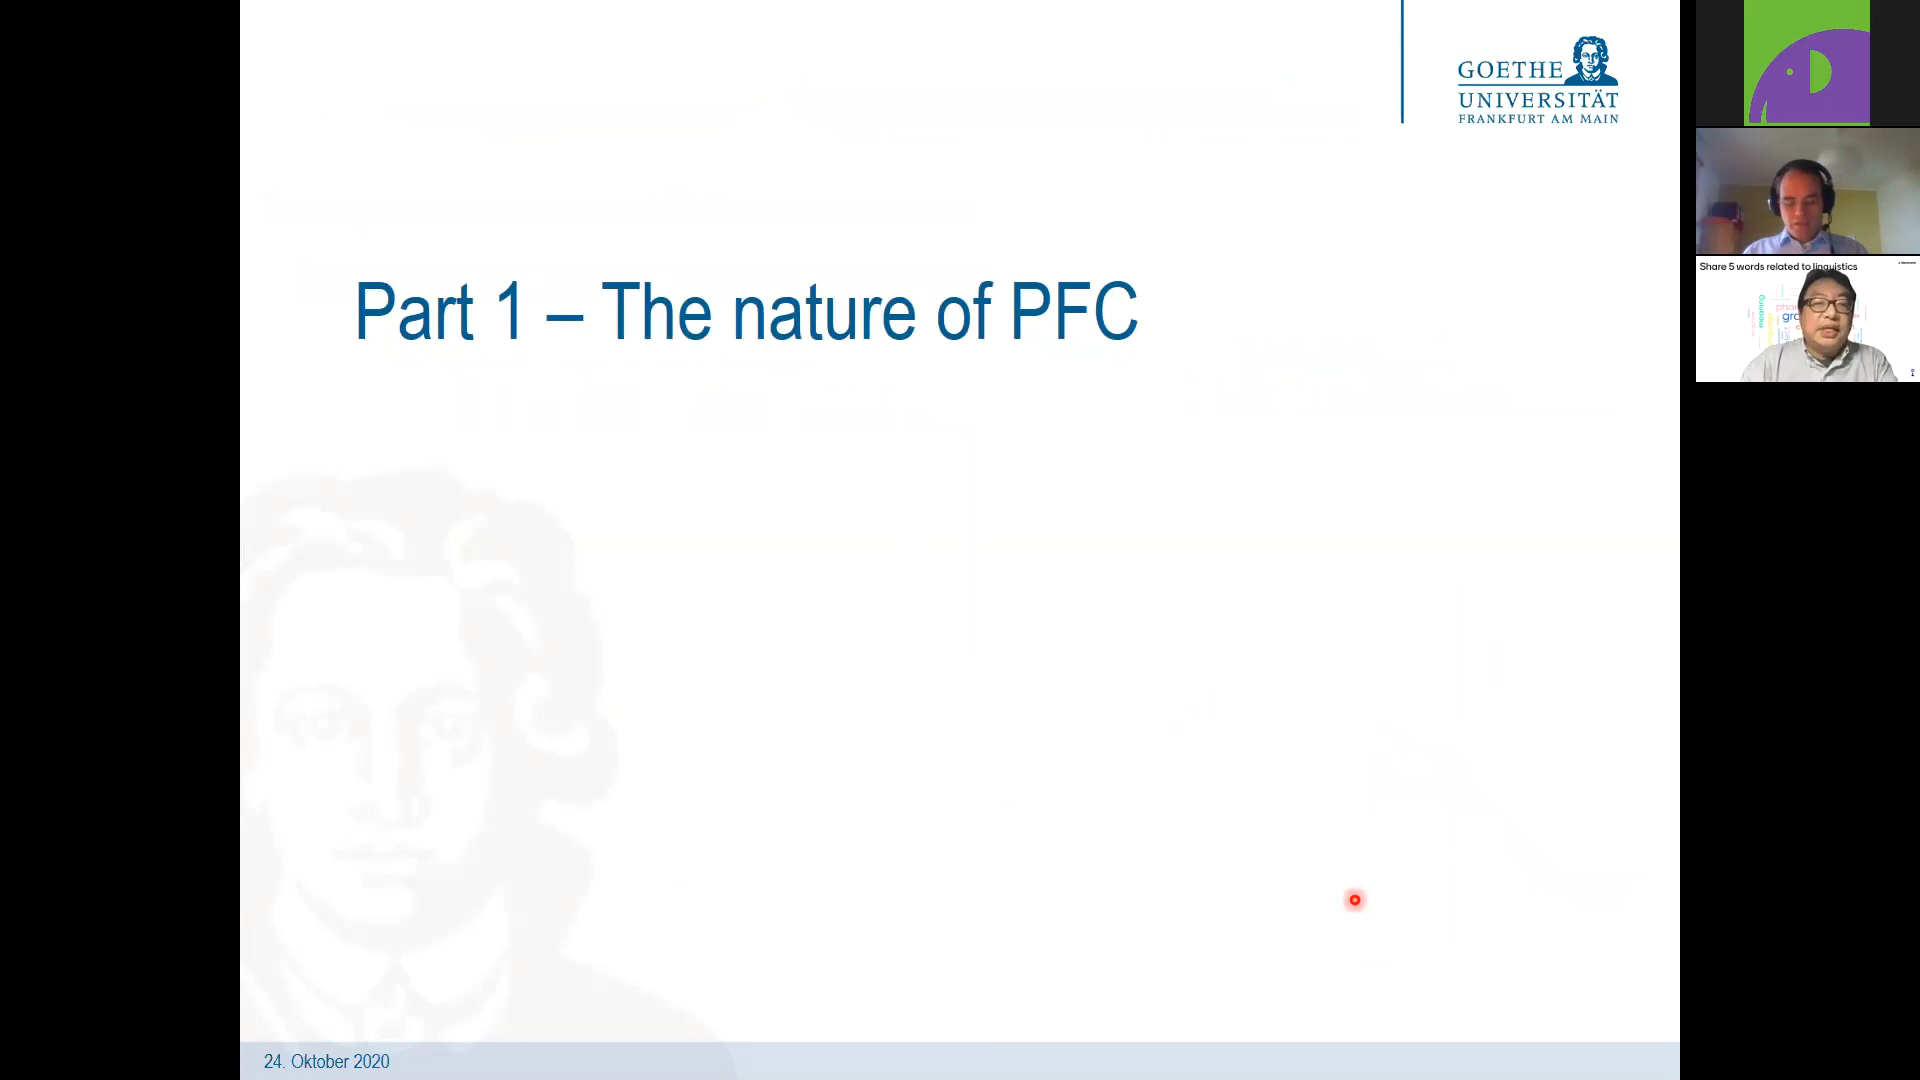 GOETHE
UNIVERSITÄT
FRANKFURT AM MAIN
Part 1 – The nature of PFC
24. Oktober 2020
Share 5 words related to linguistics
meaning